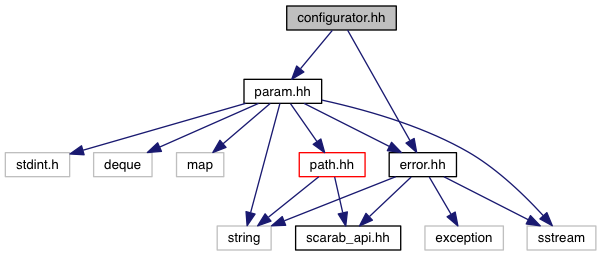 configurator.hh
param.hh
stdint.h
deque
map
path.hh
error.hh
string
scarab_api.hh
exception
sstream